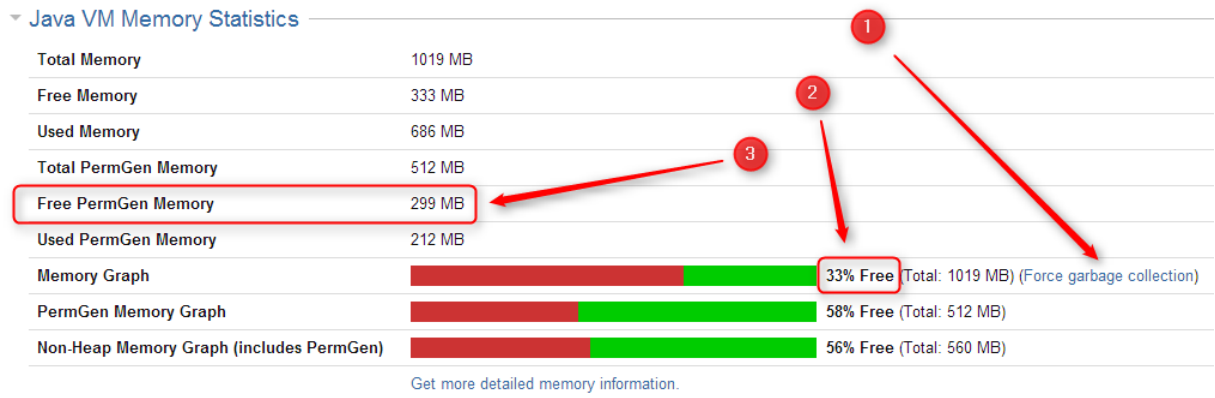 Java VM Memory Statistics
1
Total Memory 1019 MB
Free Memory 333 MB
2
Used Memory 686 MB
3
Total PermGen Memory 512 MB
Free PermGen Memory 299 MB
Used PermGen Memory 212 MB
Memory Graph 33% Free (Total: 1019 MB) (Force garbage collection)
PermGen Memory Graph 58% Free (Total: 512 MB)
Non-Heap Memory Graph (includes PermGen) 56% Free (Total: 560 MB)
Get more detailed memory information.